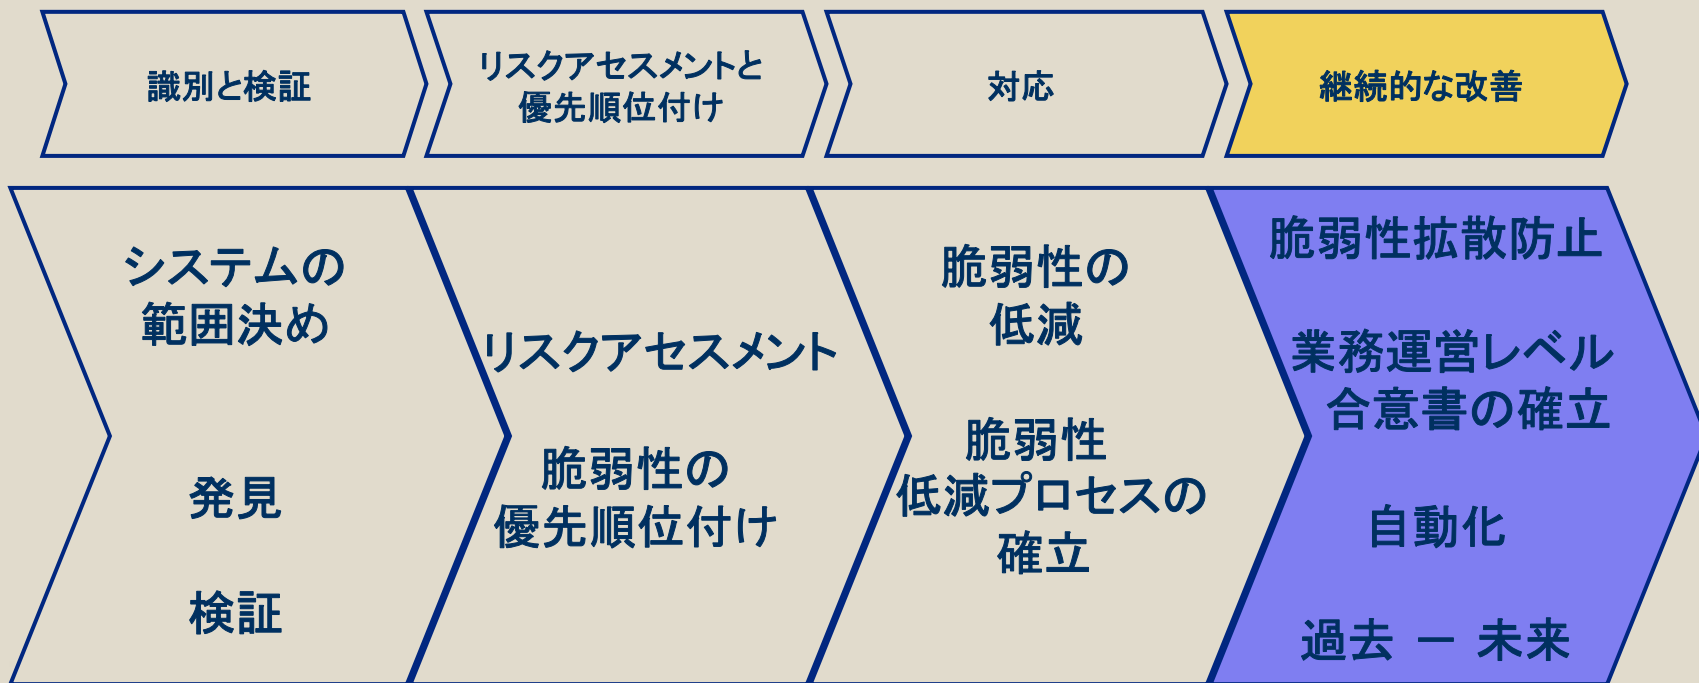 識別と検証
リスクアセスメントと
優先順位付け
対応
継続的な改善
システムの
範囲決め
発見
検証
リスクアセスメント
脆弱性の
優先順位付け
脆弱性の
低減
脆弱性
低減プロセスの
確立
脆弱性拡散防止
業務運営レベル
合意書の確立
自動化
過去 － 未来